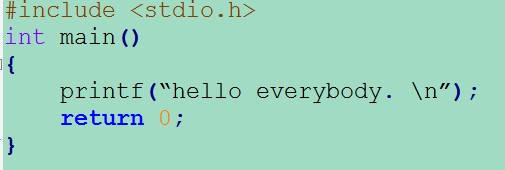 #include <stdio.h>
int main()
{
    printf(“hello everybody. \n”);
    return 0;
}